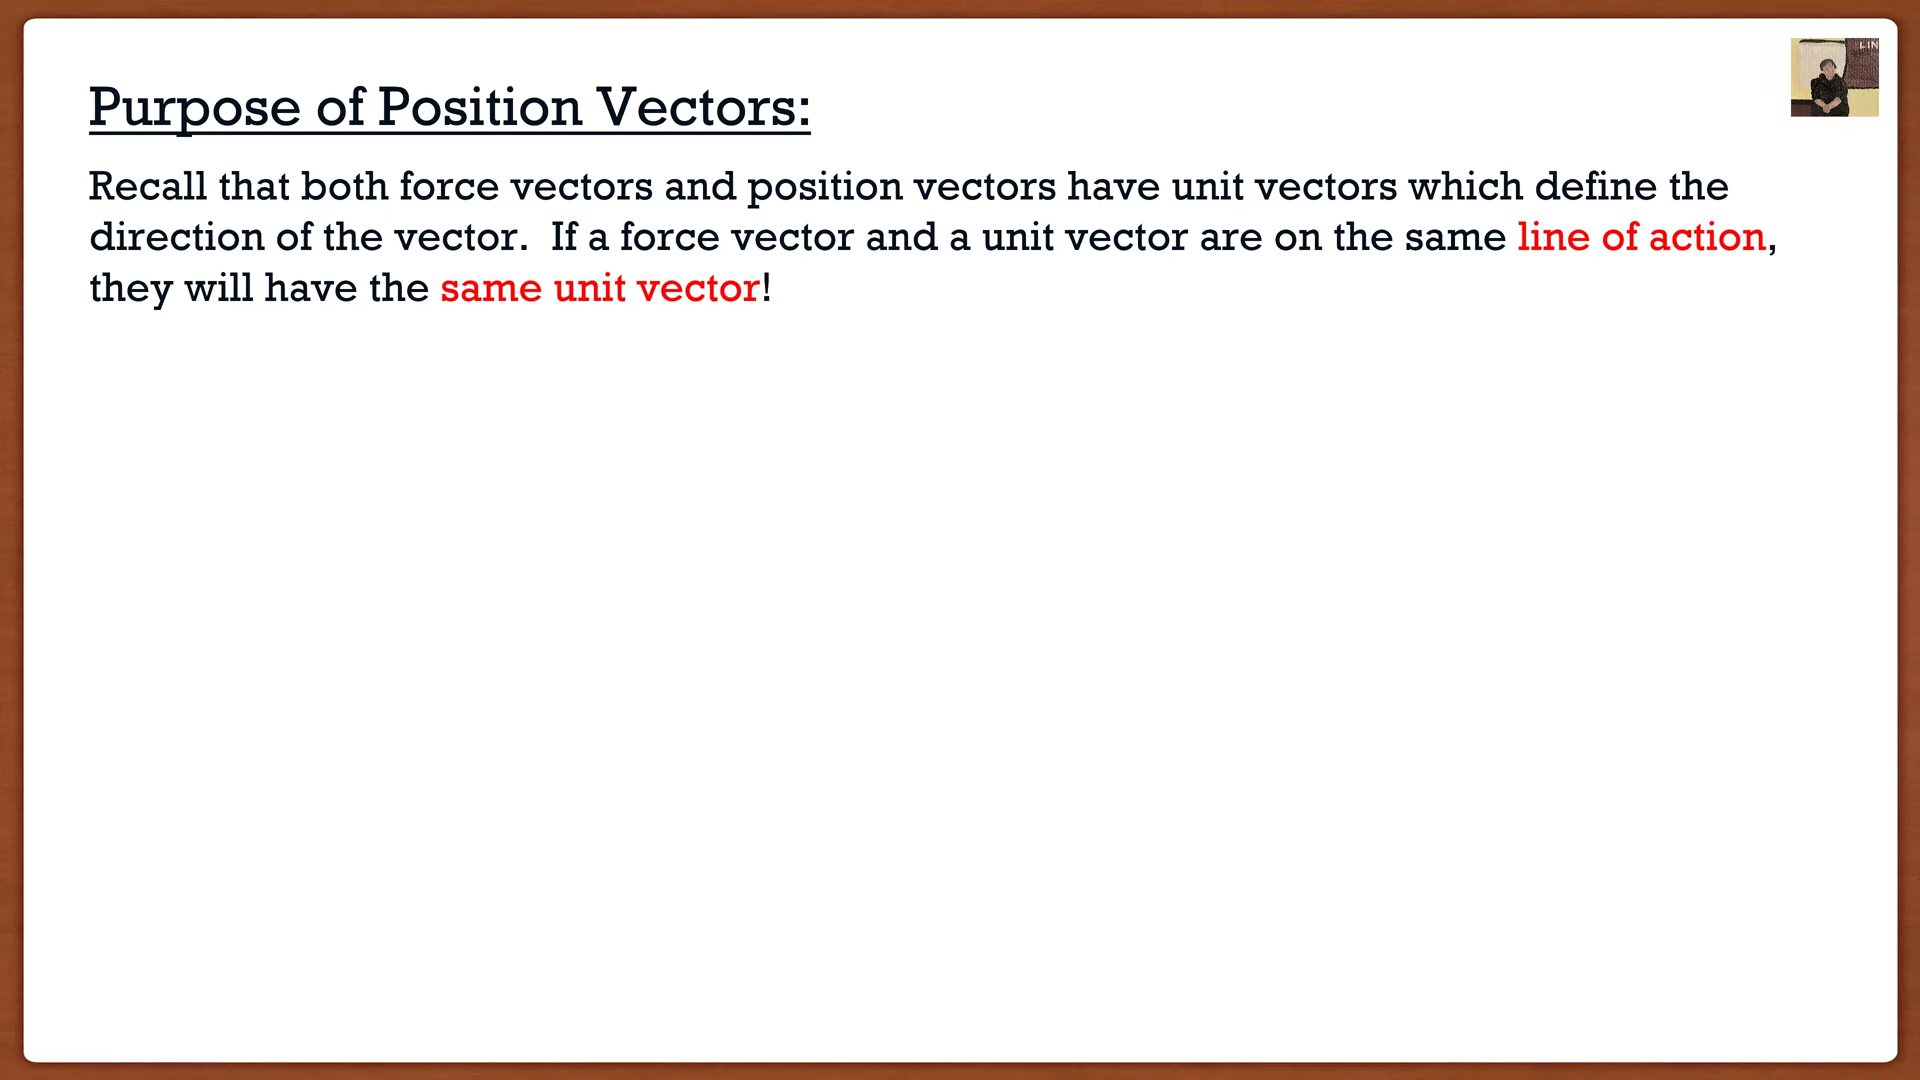 LIN
Purpose of Position Vectors:
Recall that both force vectors and position vectors have unit vectors which define the
direction of the vector.  If a force vector and a unit vector are on the same line of action,
they will have the same unit vector!